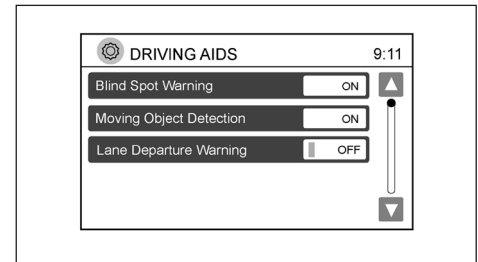 DRIVING AIDS 9:11
Blind Spot Warning ON
Moving Object Detection ON
Lane Departure Warning OFF